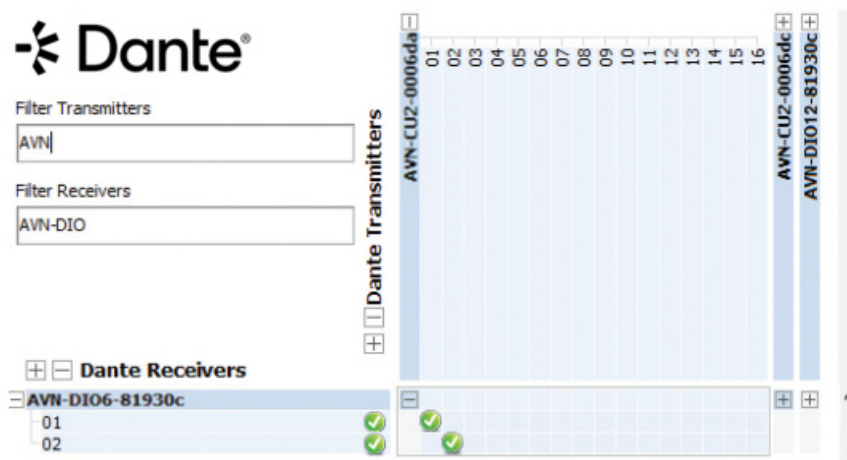 Dante®
Filter Transmitters
AVN
Filter Receivers
AVN-DIO
Dante Transmitters
AVN-CU2-0006da
01
02
03
04
05
06
07
08
09
10
11
12
13
14
15
16
AVN-CU2-0006dc
AVN-DIO12-81930c
Dante Receivers
AVN-DIO6-81930c
01
02